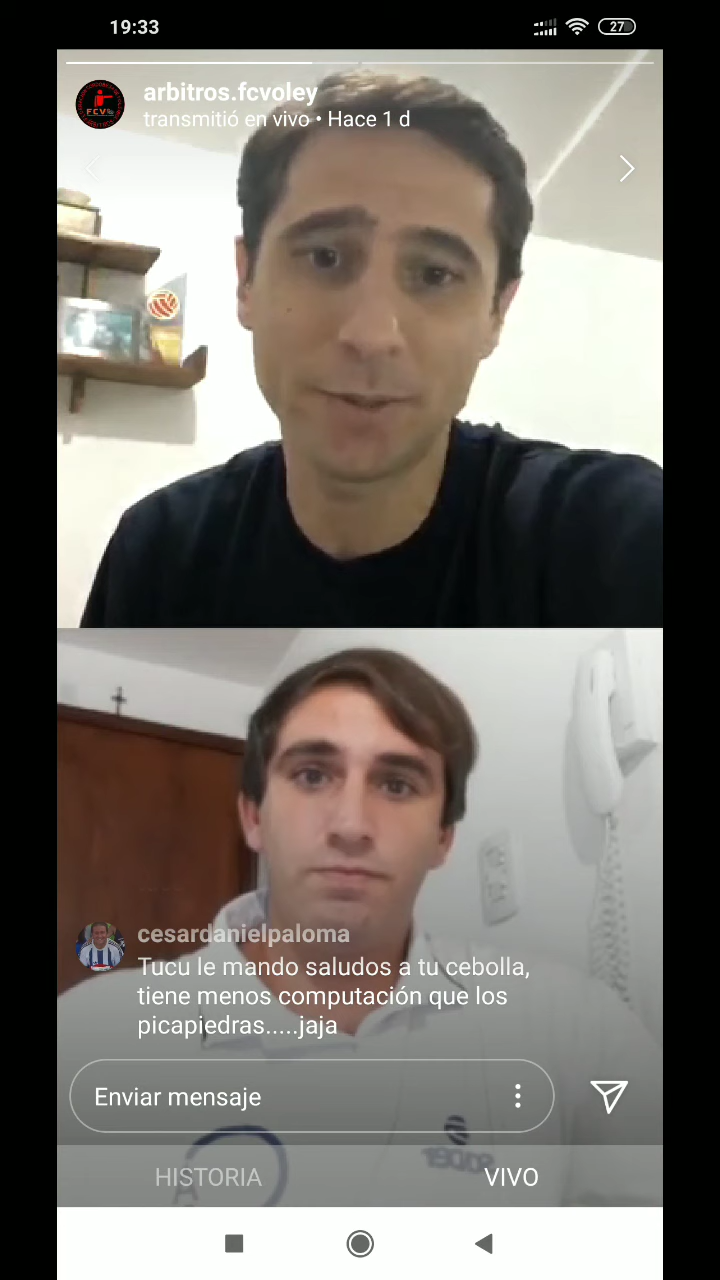 19:33
27
arbitros.fcvoley
FCV
transmitió en vivo • Hace 1 d
cesardanielpaloma
Tucu le mando saludos a tu cebolla,
tiene menos computación que los
picapiedras.....jaja
Enviar mensaje
HISTORIA
VIVO